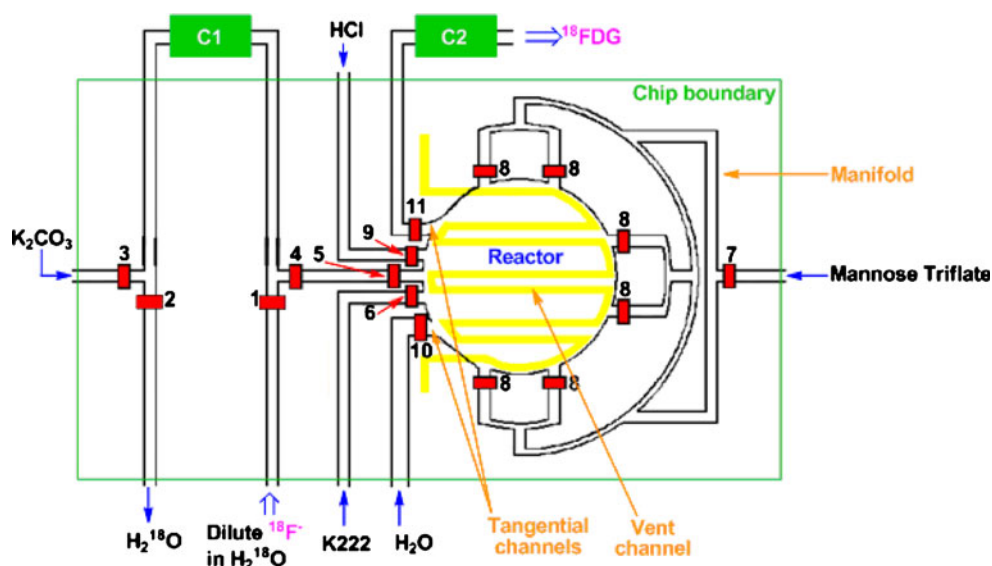 C1
HCl
C2
¹⁸FDG
Chip boundary
8
8
Manifold
11
K₂CO₃
9
8
3
4
5
Reactor
7
Mannose Triflate
2
1
6
8
10
8
8
H₂¹⁸O
Dilute ¹⁸F⁻
in H₂¹⁸O
K222
H₂O
Tangential
channels
Vent
channel